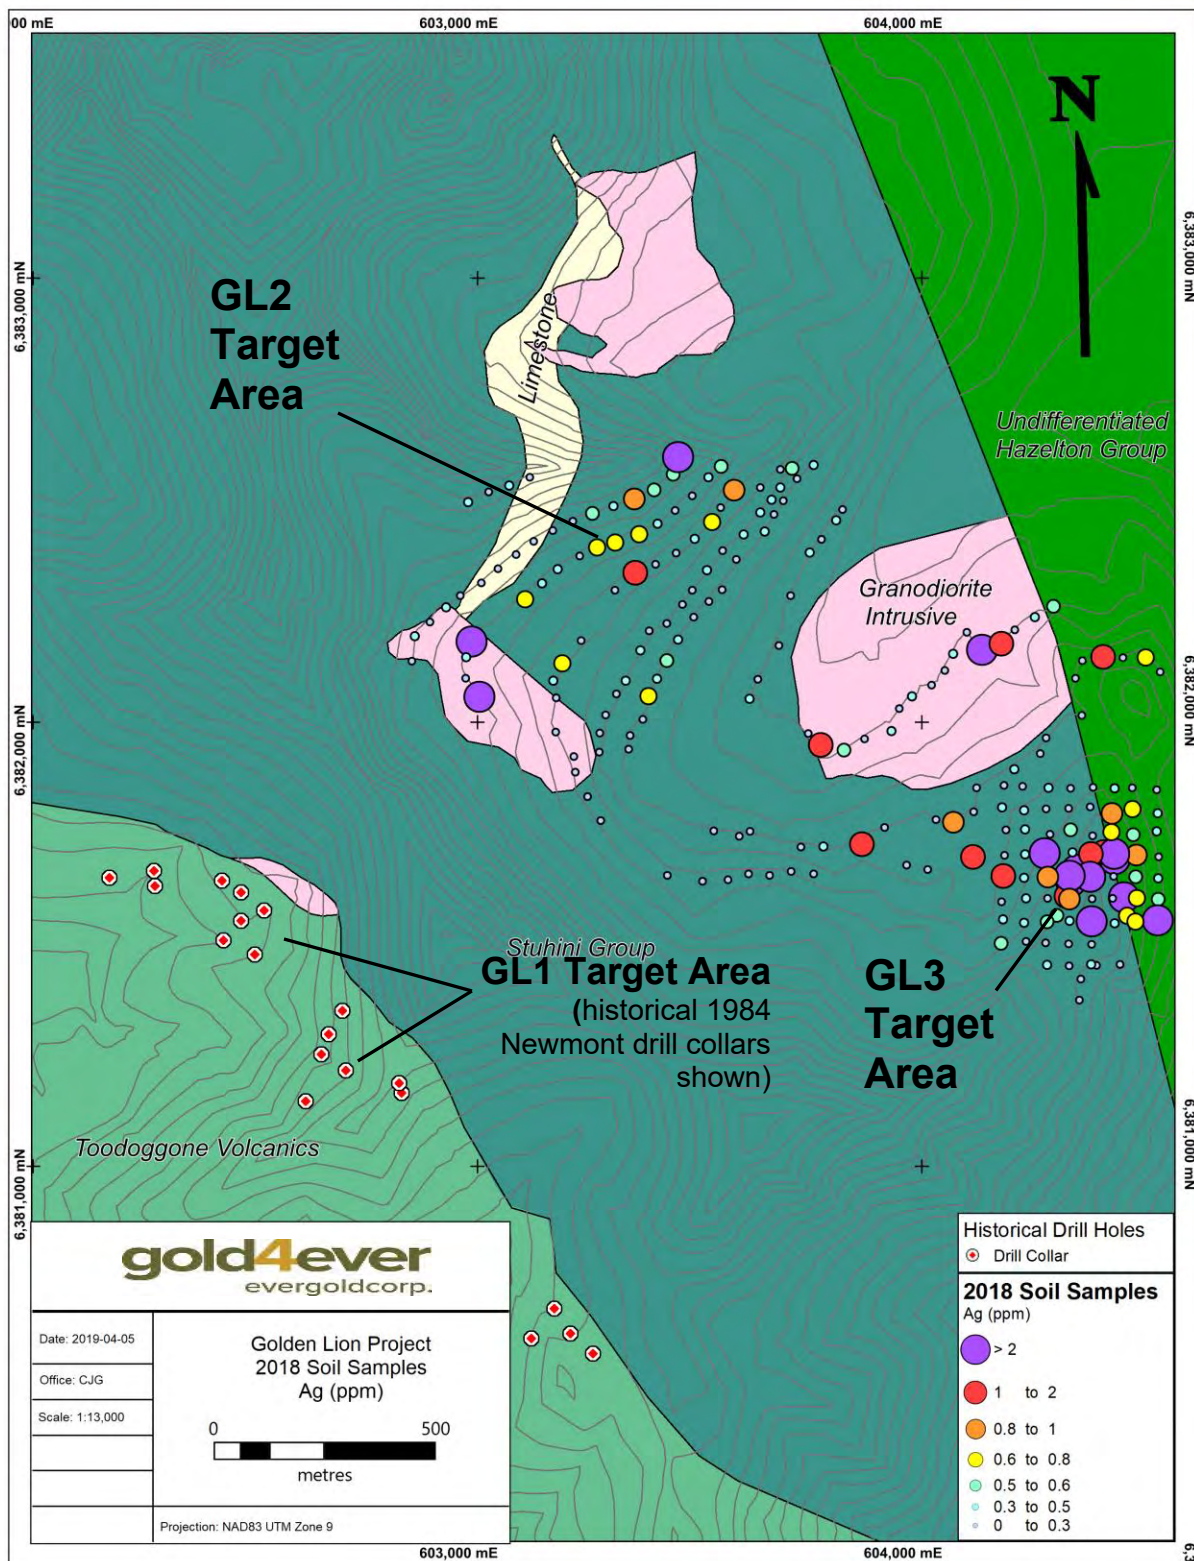 00 mE
603,000 mE
604,000 mE
N
6,383,000 mN
6,383,000 mN
GL2
Target
Area
Limestone
Undifferentiated
Hazelton Group
Granodiorite
Intrusive
6,382,000 mN
6,382,000 mN
Stuhini Group
GL1 Target Area
(historical 1984
Newmont drill collars
shown)
GL3
Target
Area
Toodoggone Volcanics
6,381,000 mN
6,381,000 mN
gold4ever
evergoldcorp.
Date: 2019-04-05
Office: CJG
Scale: 1:13,000
Golden Lion Project
2018 Soil Samples
Ag (ppm)
0 500
metres
Projection: NAD83 UTM Zone 9
Historical Drill Holes
Drill Collar
2018 Soil Samples
Ag (ppm)
> 2
1 to 2
0.8 to 1
0.6 to 0.8
0.5 to 0.6
0.3 to 0.5
0 to 0.3
603,000 mE
604,000 mE